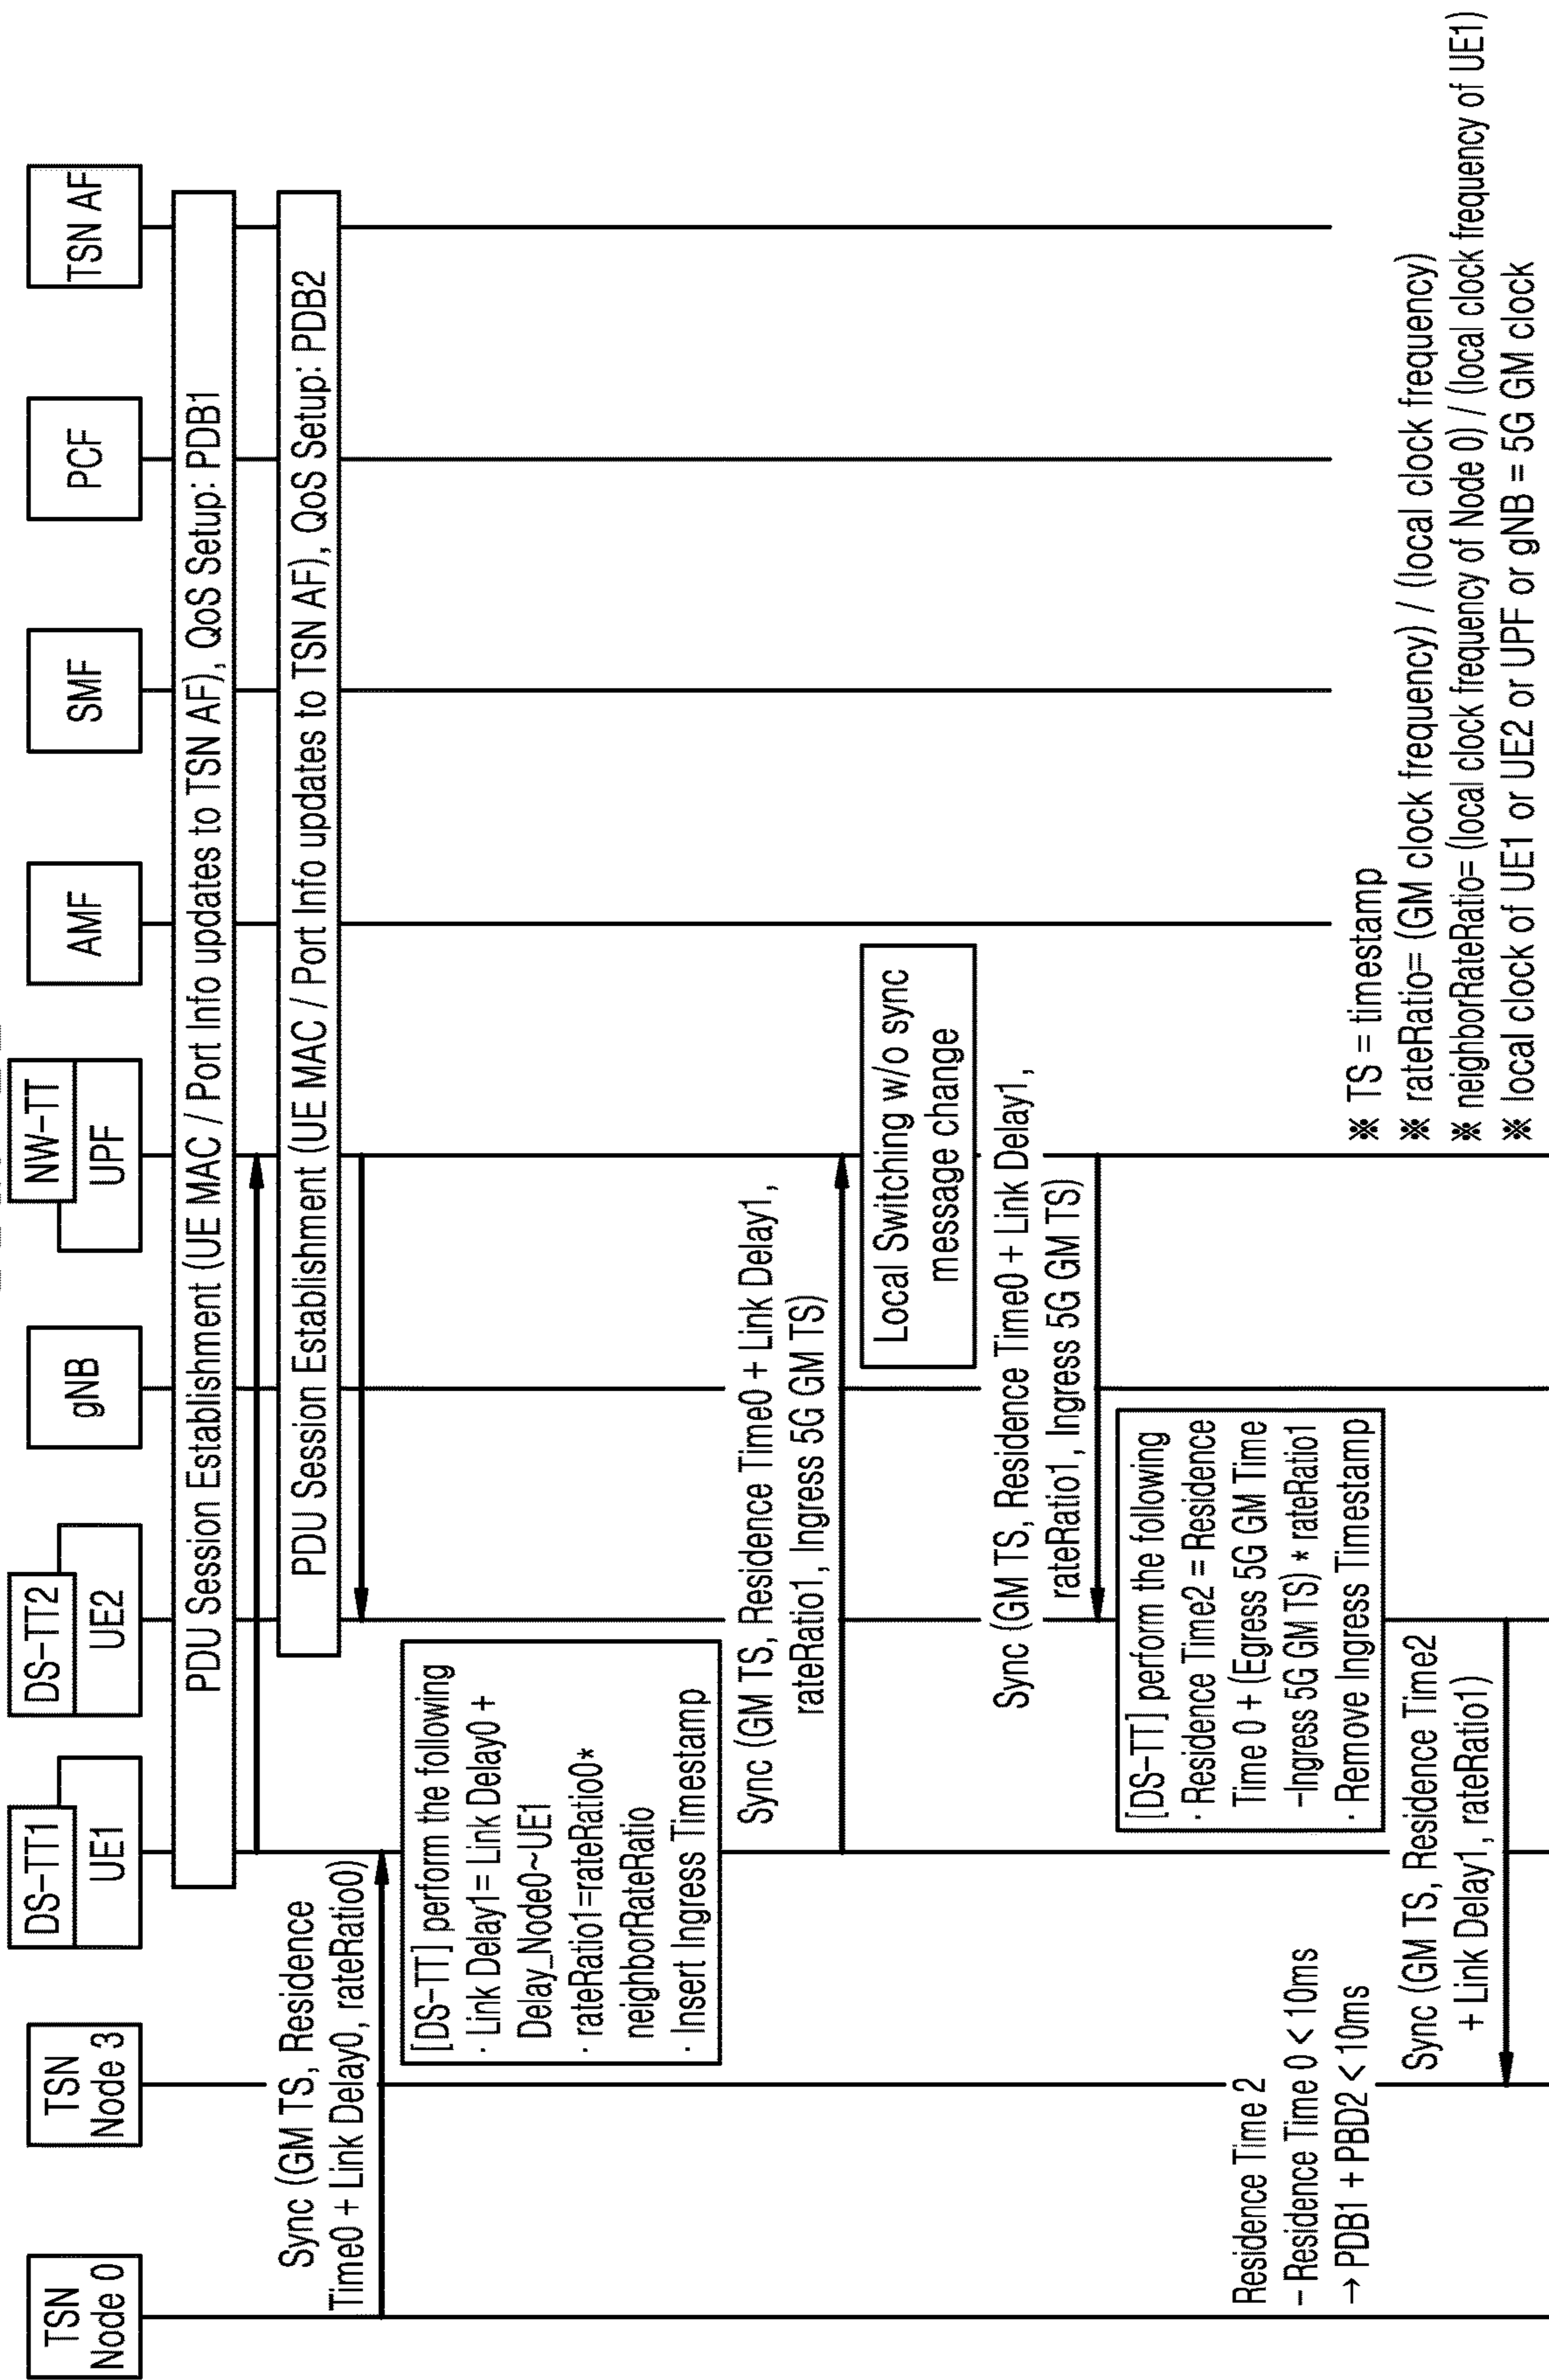 TSN
Node 0
TSN
Node 3
DS-TT1
UE1
DS-TT2
UE2
gNB
NW-TT
UPF
AMF
SMF
PCF
TSN AF
PDU Session Establishment (UE MAC / Port Info updates to TSN AF), QoS Setup: PDB1
PDU Session Establishment (UE MAC / Port Info updates to TSN AF), QoS Setup: PDB2
Sync (GM TS, Residence
Time0 + Link Delay0, rateRatio0)
[DS-TT] perform the following
· Link Delay1= Link Delay0 +
Delay_Node0~UE1
· rateRatio1=rateRatio0*
neighborRateRatio
· Insert Ingress Timestamp
Sync (GM TS, Residence Time0 + Link Delay1,
rateRatio1, Ingress 5G GM TS)
Local Switching w/o sync
message change
Sync (GM TS, Residence Time0 + Link Delay1,
rateRatio1, Ingress 5G GM TS)
[DS-TT] perform the following
· Residence Time2 = Residence
Time 0 + (Egress 5G GM Time
-Ingress 5G GM TS) * rateRatio1
· Remove Ingress Timestamp
Residence Time 2
- Residence Time 0 < 10ms
→ PDB1 + PBD2 < 10ms
Sync (GM TS, Residence Time2
+ Link Delay1, rateRatio1)
※ TS = timestamp
※ rateRatio= (GM clock frequency) / (local clock frequency)
※ neighborRateRatio= (local clock frequency of Node 0) / (local clock frequency of UE1)
※ local clock of UE1 or UE2 or UPF or gNB = 5G GM clock